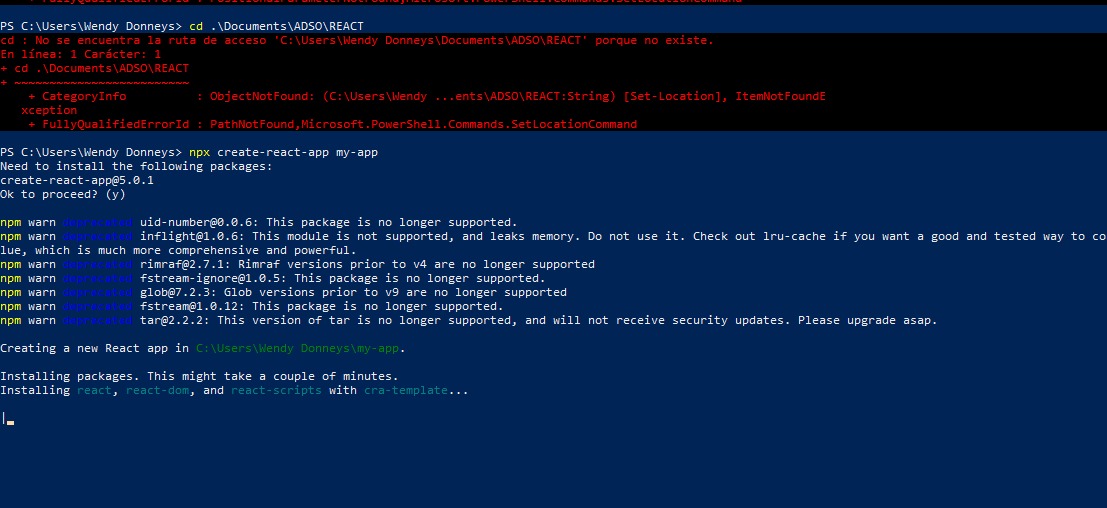 PS C:\Users\Wendy Donneys> cd .\Documents\ADSO\REACT
cd : No se encuentra la ruta de acceso 'C:\Users\Wendy Donneys\Documents\ADSO\REACT' porque no existe.
En línea: 1 Carácter: 1
+ cd .\Documents\ADSO\REACT
+ ~~~~~~~~~~~~~~~~~~~~~~~~~
    + CategoryInfo          : ObjectNotFound: (C:\Users\Wendy ...ents\ADSO\REACT:String) [Set-Location], ItemNotFoundE
   xception
    + FullyQualifiedErrorId : PathNotFound,Microsoft.PowerShell.Commands.SetLocationCommand
PS C:\Users\Wendy Donneys> npx create-react-app my-app
Need to install the following packages:
create-react-app@5.0.1
Ok to proceed? (y)
npm warn deprecated uid-number@0.0.6: This package is no longer supported.
npm warn deprecated inflight@1.0.6: This module is not supported, and leaks memory. Do not use it. Check out lru-cache if you want a good and tested way to co
lue, which is much more comprehensive and powerful.
npm warn deprecated rimraf@2.7.1: Rimraf versions prior to v4 are no longer supported
npm warn deprecated fstream-ignore@1.0.5: This package is no longer supported.
npm warn deprecated glob@7.2.3: Glob versions prior to v9 are no longer supported
npm warn deprecated fstream@1.0.12: This package is no longer supported.
npm warn deprecated tar@2.2.2: This version of tar is no longer supported, and will not receive security updates. Please upgrade asap.
Creating a new React app in C:\Users\Wendy Donneys\my-app.
Installing packages. This might take a couple of minutes.
Installing react, react-dom, and react-scripts with cra-template...
|